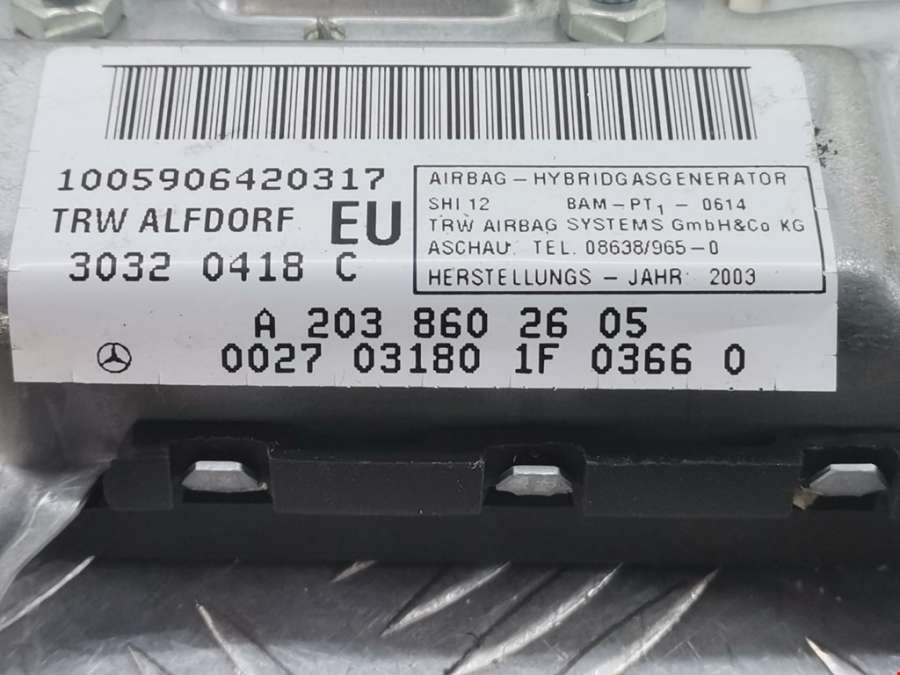 1005906420317
TRW ALFDORF EU
3032 0418 C
AIRBAG - HYBRIDGASGENERATOR
SHI 12 BAM-PT1 - 0614
TRW AIRBAG SYSTEMS GmbH&Co KG
ASCHAU TEL. 08638/965-0
HERSTELLUNGS - JAHR 2003
A 203 860 26 05
0027 03180 1F 0366 0